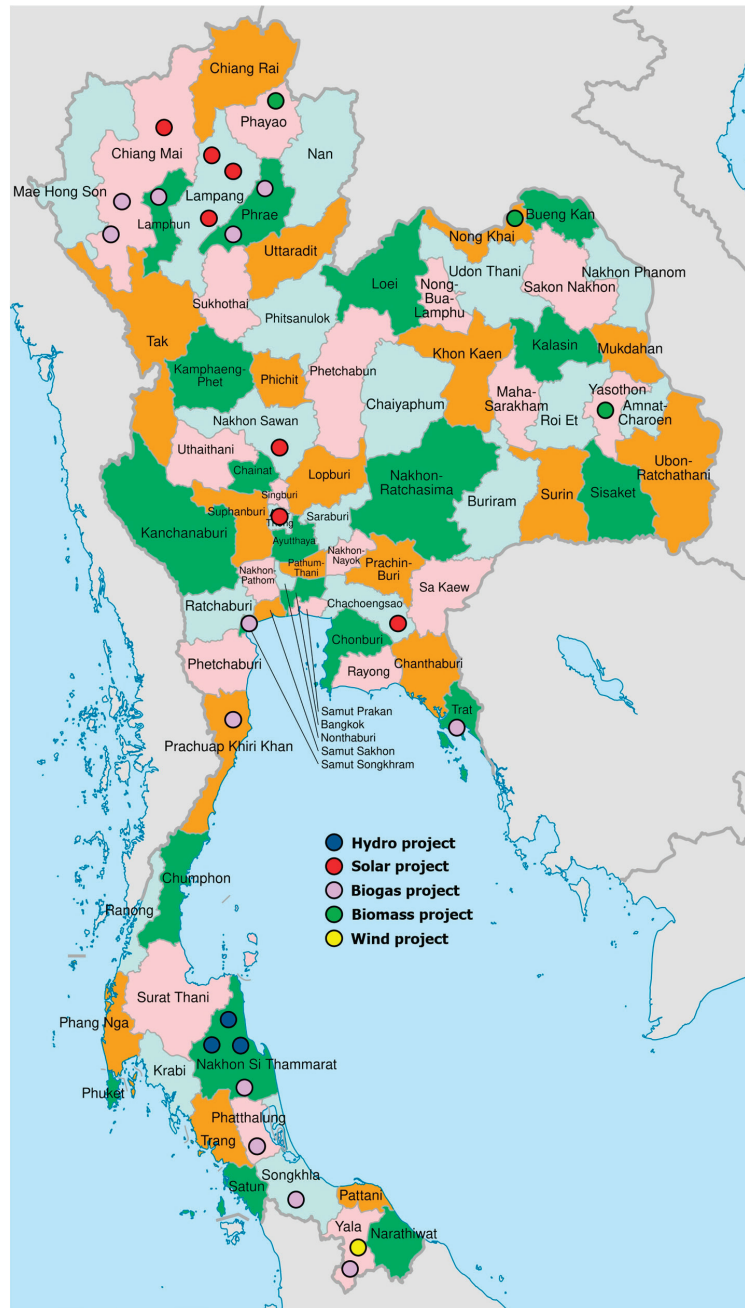 Chiang Rai
Phayao
Nan
Chiang Mai
Mae Hong Son
Lampang
Lamphun
Phrae
Bueng Kan
Nong Khai
Uttaradit
Loei
Udon Thani
Nakhon Phanom
Nong-
Bua-
Lamphu
Sakon Nakhon
Sukhothai
Phitsanulok
Tak
Khon Kaen
Kalasin
Mukdahan
Kamphaeng-
Phet
Phichit
Phetchabun
Maha-
Sarakham
Yasothon
Roi Et
Amnat-
Charoen
Chaiyaphum
Nakhon Sawan
Uthaithani
Chainat
Lopburi
Nakhon-
Ratchasima
Ubon-
Ratchathani
Singburi
Buriram
Surin
Sisaket
Suphanburi
Saraburi
Kanchanaburi
Ayutthaya
Nakhon-
Nayok
Pathum-
Thani
Prachin-
Buri
Nakhon-
Pathom
Sa Kaew
Ratchaburi
Chachoengsao
Chonburi
Phetchaburi
Rayong
Chanthaburi
Trat
Samut Prakan
Bangkok
Nonthaburi
Samut Sakhon
Samut Songkhram
Prachuap Khiri Khan
Hydro project
Solar project
Biogas project
Biomass project
Wind project
Chumphon
Ranong
Surat Thani
Phang Nga
Nakhon Si Thammarat
Krabi
Phuket
Phatthalung
Trang
Songkhla
Satun
Pattani
Yala
Narathiwat